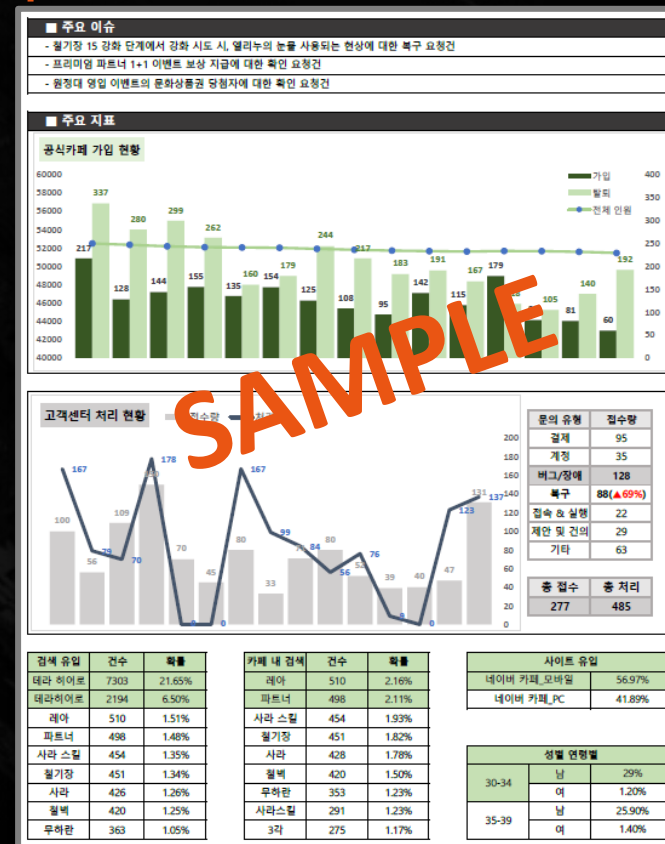 ■ 주요 이슈
- 철기장 15 강화 단계에서 강화 시도 시, 엘리누의 눈물 사용되는 현상에 대한 복구 요청건
- 프리미엄 파트너 1+1 이벤트 보상 지급에 대한 확인 요청건
- 원정대 영입 이벤트의 문화상품권 당첨자에 대한 확인 요청건
■ 주요 지표
공식카페 가입 현황
가입
탈퇴
전체 인원
60000 58000 56000 54000 52000 50000 48000 46000 44000 42000 40000
400 350 300 250 200 150 100 50 0
337 280 299 262 160 179 244 217 183 191 167 105 140 192
217 128 144 155 135 154 125 108 95 142 115 179 81 60
SAMPLE
고객센터 처리 현황
200 180 160 140 120 100 80 60 40 20 0
167 79 70 178 0 167 99 84 56 76 9 0 123 137
100 56 109 70 45 80 33 80 52 39 40 47 131
문의 유형 접수량
결제 95
계정 35
버그/장애 128
복구 88(▲69%)
접속 & 실행 22
제안 및 건의 29
기타 63
총 접수 총 처리
277 485
검색 유입 건수 확률
테라 히어로 7303 21.65%
테라히어로 2194 6.50%
레아 510 1.51%
파트너 498 1.48%
사라 스킬 454 1.35%
철기장 451 1.34%
사라 426 1.26%
철벽 420 1.25%
무하란 363 1.05%
카페 내 검색 건수 확률
레아 510 2.16%
파트너 498 2.11%
사라 스킬 454 1.93%
철기장 451 1.82%
사라 428 1.78%
철벽 420 1.50%
무하란 353 1.23%
사라스킬 291 1.23%
3각 275 1.17%
사이트 유입
네이버 카페_모바일 56.97%
네이버 카페_PC 41.89%
성별 연령별
30-34 남 29%
여 1.20%
35-39 남 25.90%
여 1.40%